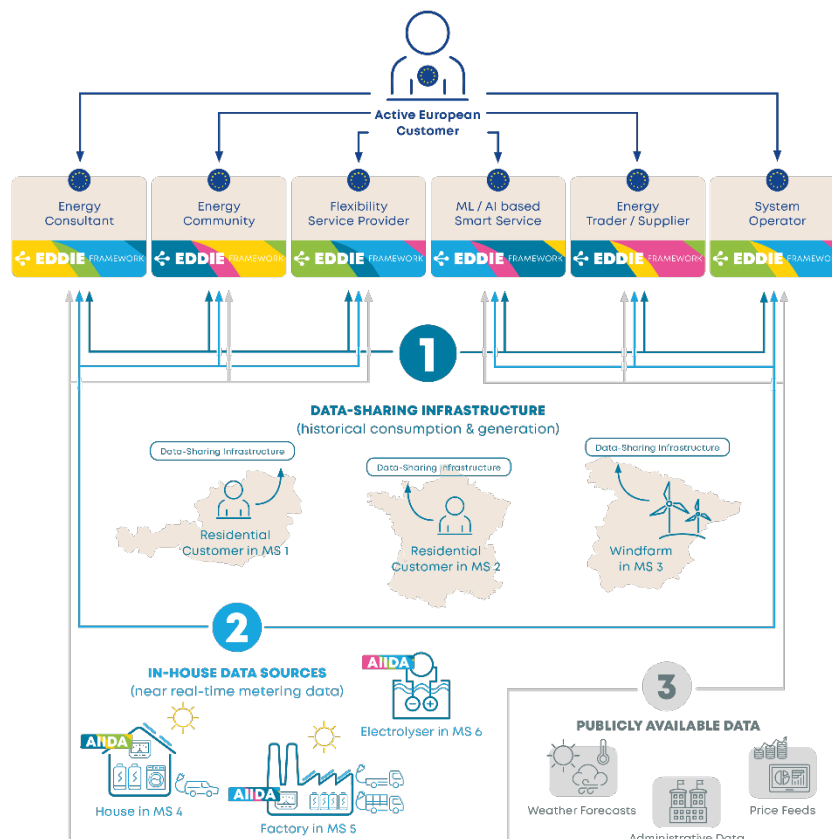 Active European
Customer
Energy
Consultant
Energy
Community
Flexibility
Service Provider
ML / AI based
Smart Service
Energy
Trader / Supplier
System
Operator
EDDIE FRAMEWORK
EDDIE FRAMEWORK
EDDIE FRAMEWORK
EDDIE FRAMEWORK
EDDIE FRAMEWORK
EDDIE FRAMEWO
1
DATA-SHARING INFRASTRUCTURE
(historical consumption & generation)
Data-Sharing Infrastructure
Data-Sharing Infrastructure
Data-Sharing Infrastructure
Residential
Customer in MS 1
Residential
Customer in MS 2
Windfarm
in MS 3
2
IN-HOUSE DATA SOURCES
(near real-time metering data)
AIIDA
Electrolyser in MS 6
AIIDA
House in MS 4
AIIDA
Factory in MS 5
3
PUBLICLY AVAILABLE DATA
Weather Forecasts
Administrative Data
Price Feeds